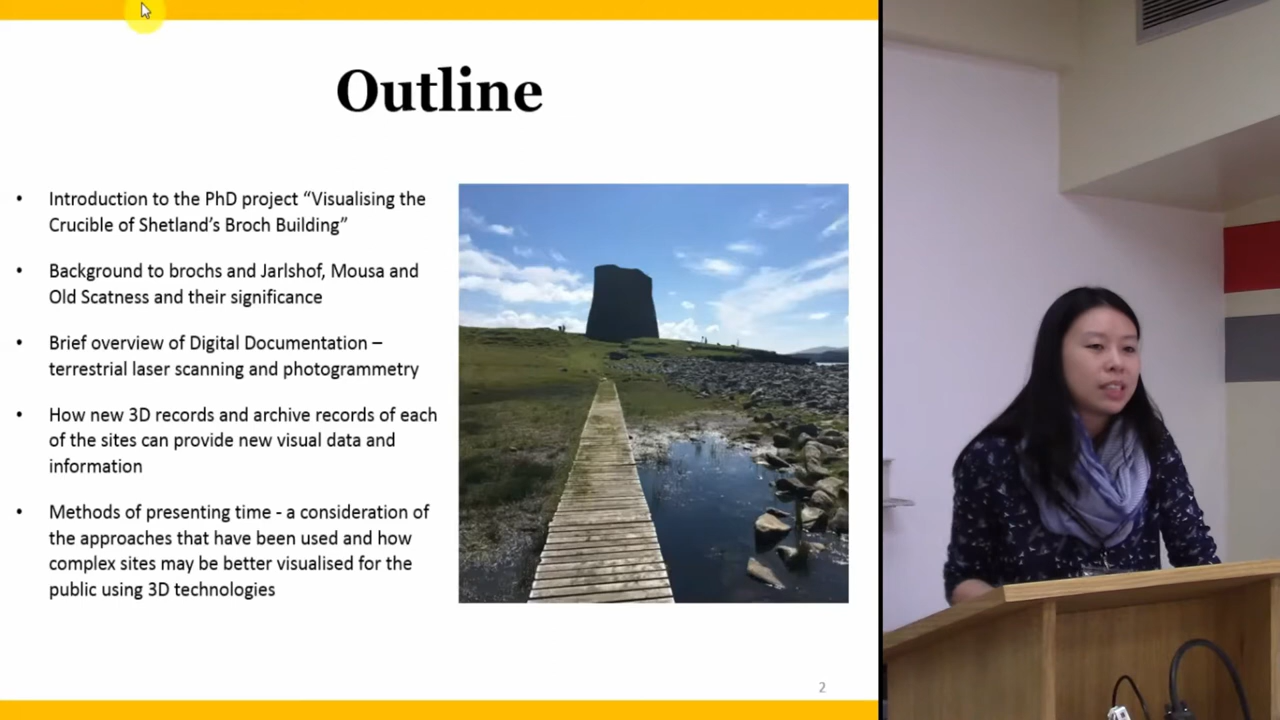 Outline
• Introduction to the PhD project “Visualising the
Crucible of Shetland’s Broch Building”
• Background to brochs and Jarlshof, Mousa and
Old Scatness and their significance
• Brief overview of Digital Documentation –
terrestrial laser scanning and photogrammetry
• How new 3D records and archive records of each
of the sites can provide new visual data and
information
• Methods of presenting time - a consideration of
the approaches that have been used and how
complex sites may be better visualised for the
public using 3D technologies
2